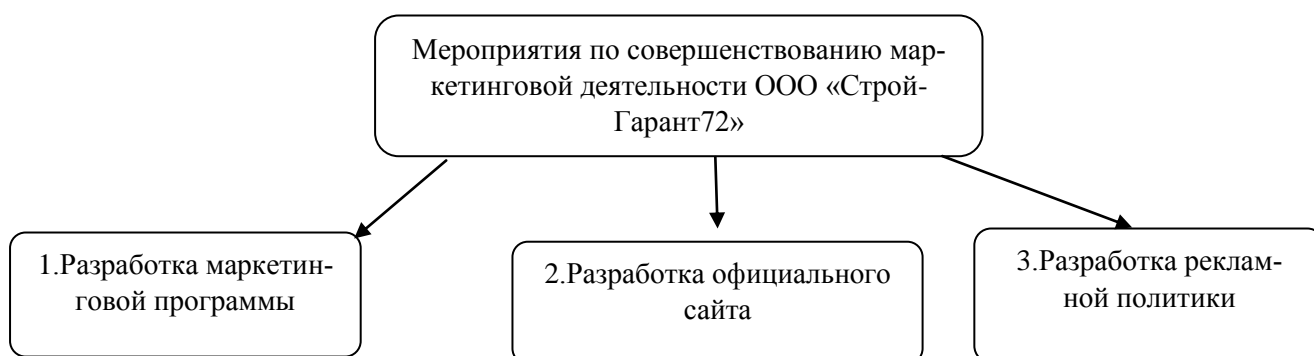 Мероприятия по совершенствованию мар-
кетинговой деятельности ООО «Строй-
Гарант72»
1.Разработка маркетин-
говой программы
2.Разработка официального
сайта
3.Разработка реклам-
ной политики